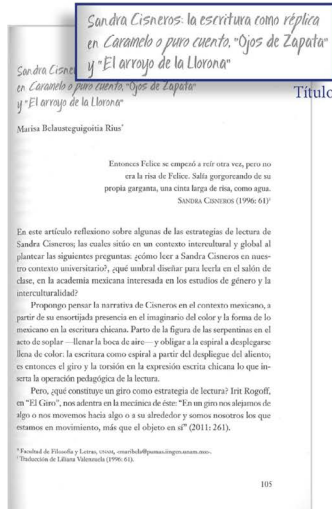 Sandra Cisneros: la escritura como réplica
en Caramelo o puro cuento, "Ojos de Zapata"
y "El arroyo de la Llorona"
Título
Sandra Cisne
en Caramelo o puro cuento, "Ojos de Zapata"
y "El arroyo de la Llorona"
Marisa Belausteguigoitia Rius*
Entonces Felice se empezó a reír otra vez, pero no
era la risa de Felice. Salía gorgoreando de su
propia garganta, una cinta larga de risa, como agua.
SANDRA CISNEROS (1996: 61)¹
En este artículo reflexiono sobre algunas de las estrategias de lectura de
Sandra Cisneros; las cuales sitúo en un contexto intercultural y global al
plantear las siguientes preguntas: ¿cómo leer a Sandra Cisneros en nues-
tro contexto universitario?, ¿qué umbral diseñar para leerla en el salón de
clase, en la academia mexicana interesada en los estudios de género y la
interculturalidad?
Propongo pensar la narrativa de Cisneros en el contexto mexicano, a
partir de su ensortijada presencia en el imaginario del color y la forma de lo
mexicano en la escritura chicana. Parto de la figura de las serpentinas en el
acto de soplar—llenar la boca de aire—y obligar a la espiral a desplegarse
llena de color: la escritura como espiral a partir del despliegue del aliento,
es entonces el giro y la torsión en la expresión escrita chicana lo que in-
serta la operación pedagógica de la lectura.
Pero, ¿qué constituye un giro como estrategia de lectura? Irit Rogoff,
en "El Giro", nos adentra en la mecánica de éste: "En un giro nos alejamos de
algo o nos movemos hacia algo o a su alrededor y somos nosotros los que
estamos en movimiento, más que el objeto en sí" (2011: 261).
* Facultad de Filosofía y Letras, UNAM,
¹ Traducción de Liliana Valenzuela (1996: 61).
105